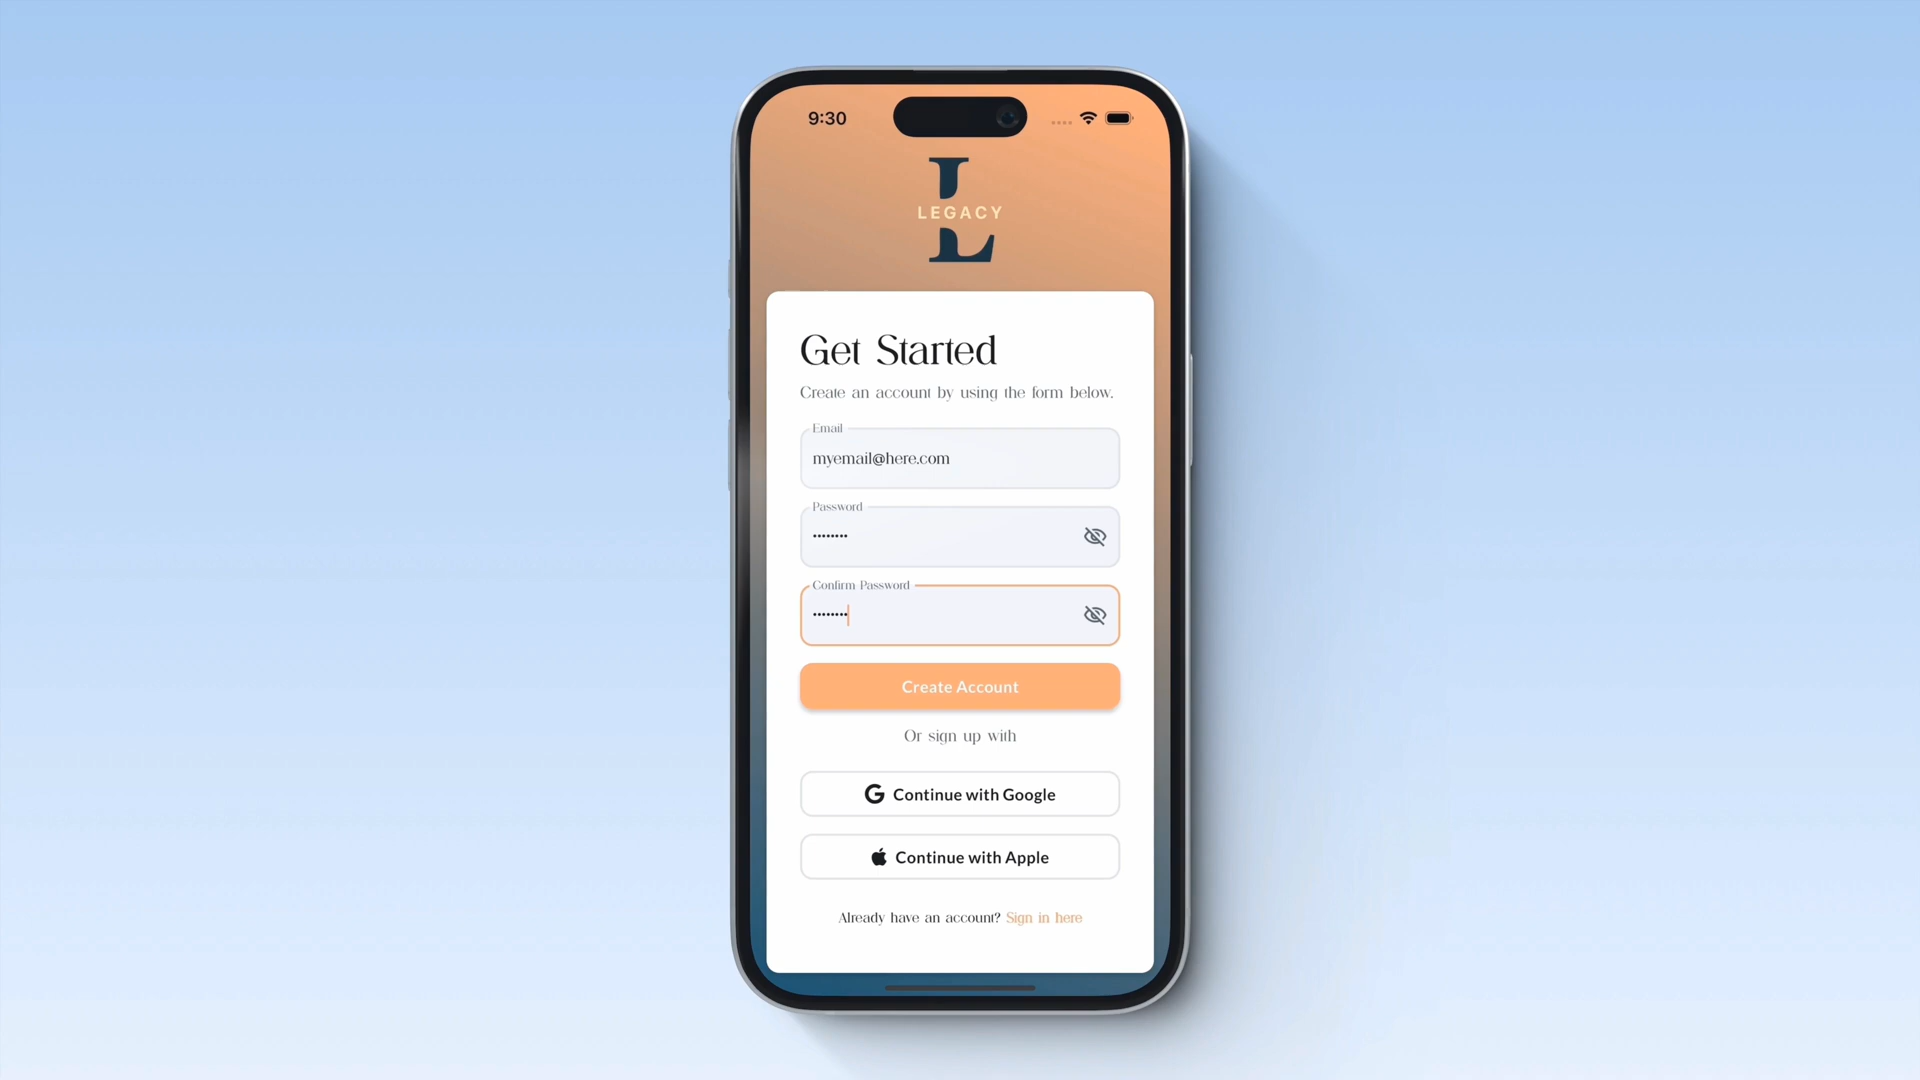 9:30
L
LEGACY
Get Started
Create an account by using the form below.
Email
myemail@here.com
Password
••••••••
Confirm Password
••••••••
Create Account
Or sign up with
G Continue with Google
Continue with Apple
Already have an account? Sign in here